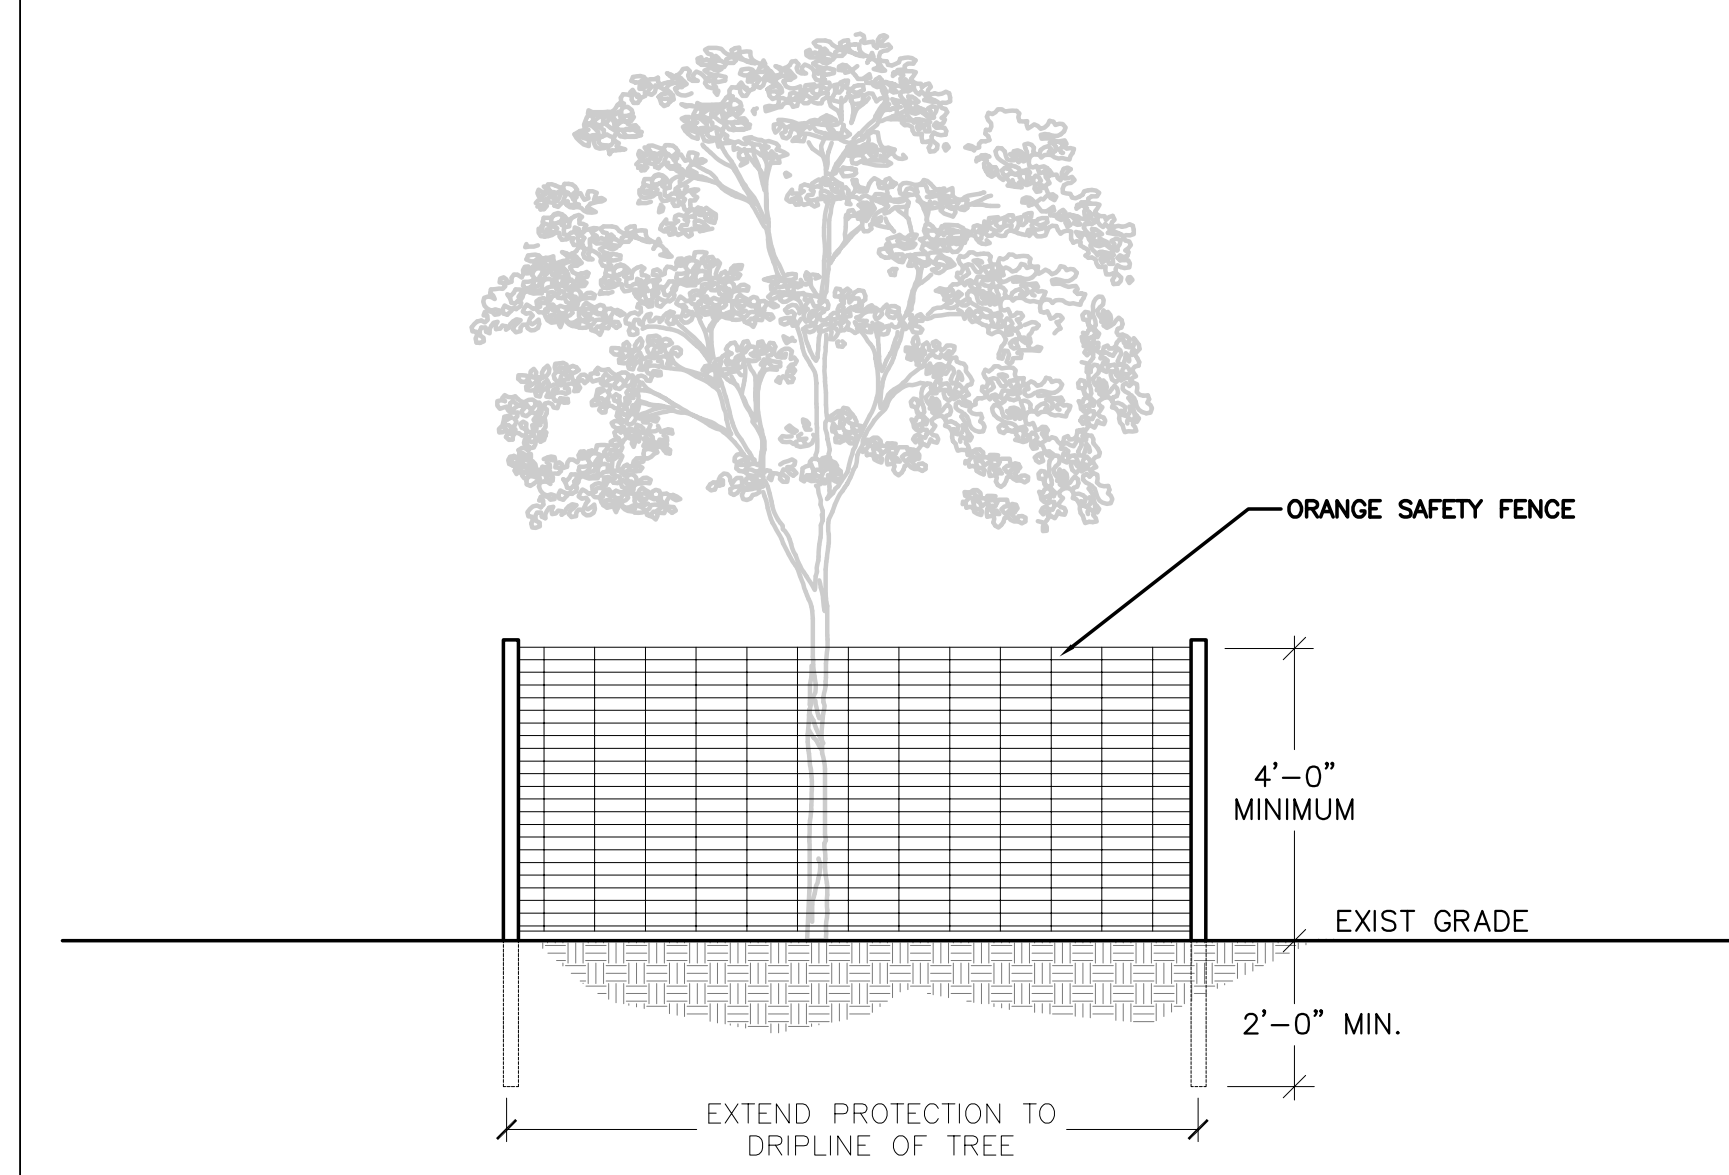 ORANGE SAFETY FENCE
4'-0"
MINIMUM
EXIST GRADE
2'-0" MIN.
EXTEND PROTECTION TO
DRIPLINE OF TREE